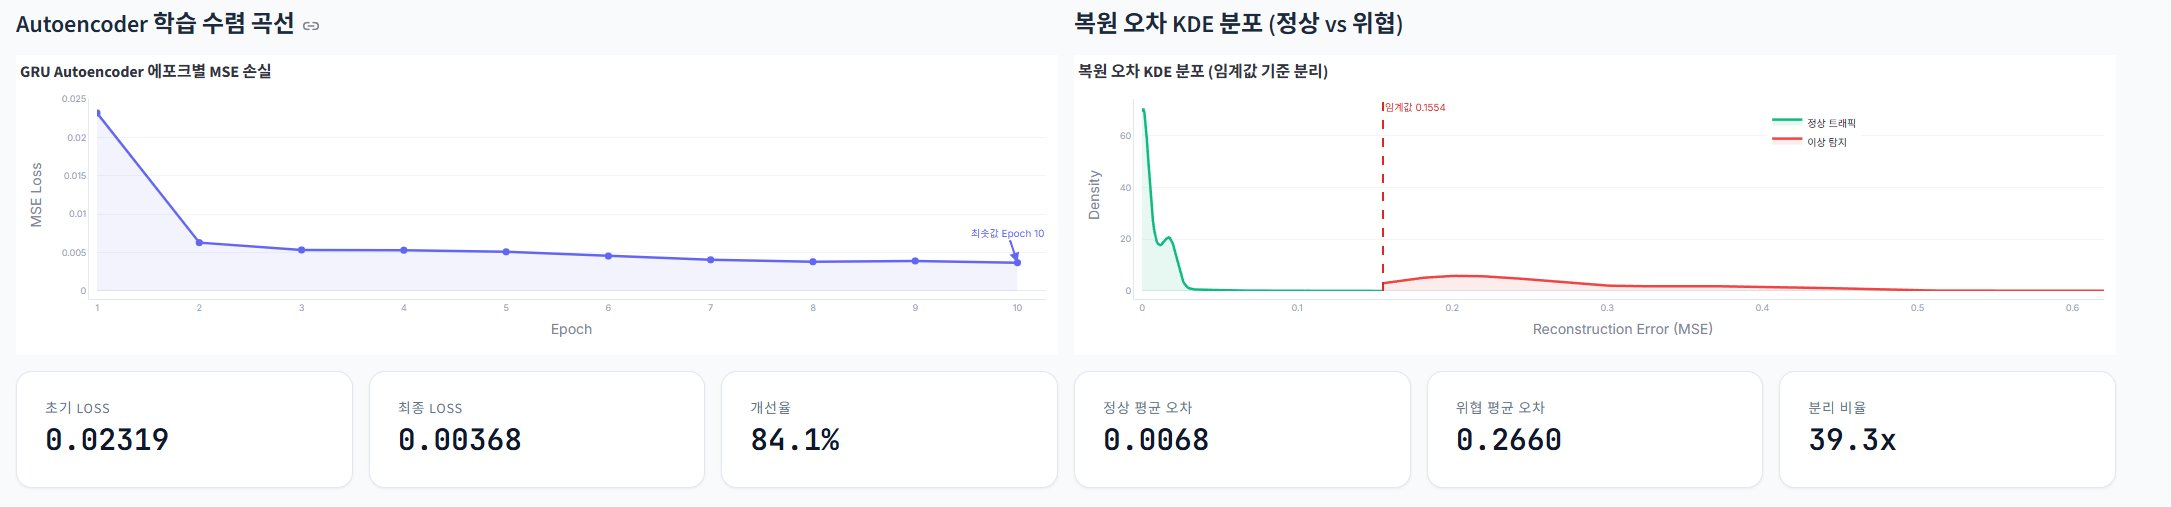 Autoencoder 학습 수렴 곡선
GRU Autoencoder 에포크별 MSE 손실
MSE Loss
0.025
0.02
0.015
0.01
0.005
0
최솟값 Epoch 10
1 2 3 4 5 6 7 8 9 10
Epoch
초기 LOSS
0.02319
최종 LOSS
0.00368
개선율
84.1%
복원 오차 KDE 분포 (정상 vs 위협)
복원 오차 KDE 분포 (임계값 기준 분리)
Density
60
40
20
0
임계값 0.1554
정상 트래픽
이상 탐지
0 0.1 0.2 0.3 0.4 0.5 0.6
Reconstruction Error (MSE)
정상 평균 오차
0.0068
위협 평균 오차
0.2660
분리 비율
39.3x